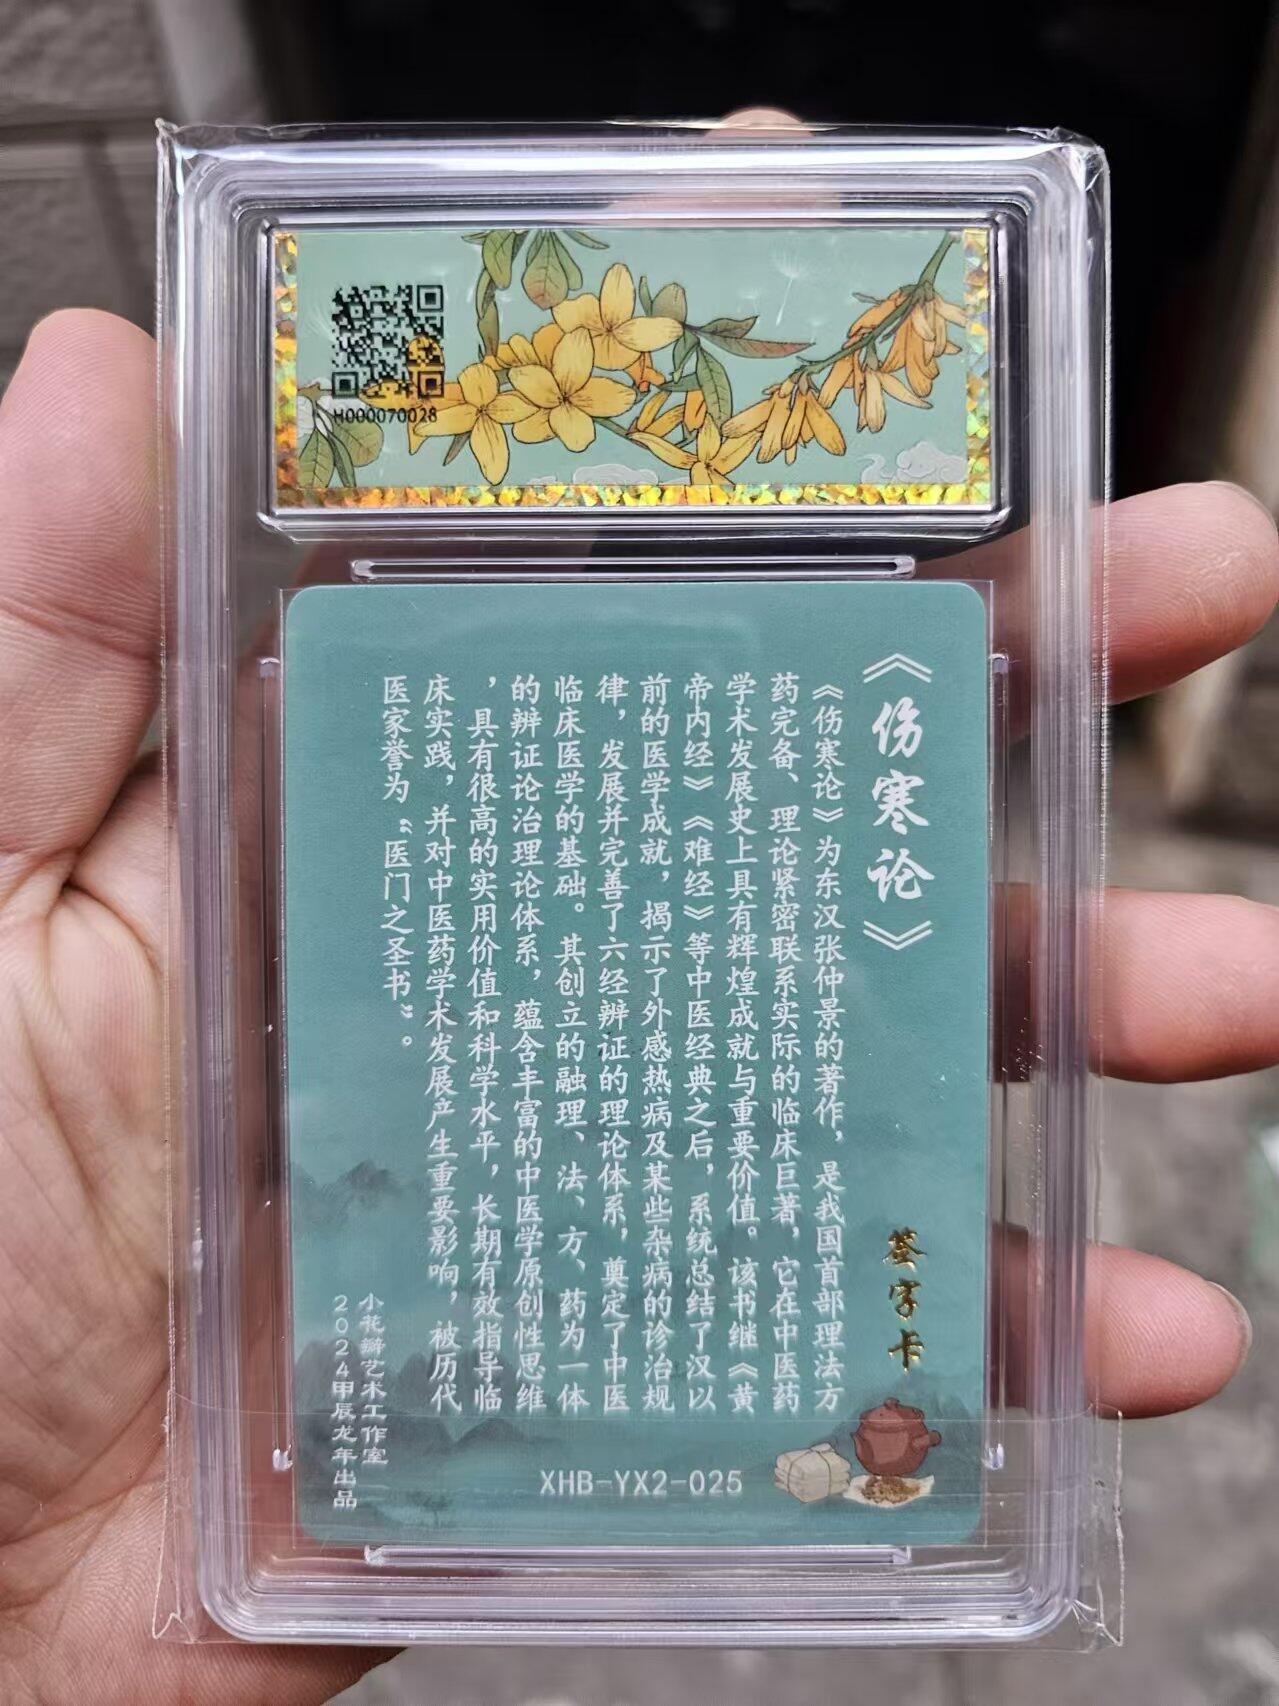 H000070028
《伤寒论》
签字卡
《伤寒论》为东汉张仲景的著作，是我国首部理法方
药完备、理论紧密联系实际的临床巨著，它在中医药
学术发展史上具有辉煌成就与重要价值。该书继《黄
帝内经》《难经》等中医经典之后，系统总结了汉以
前的医学成就，揭示了外感热病及某些杂病的诊治规
律，发展并完善了六经辨证的理论体系，奠定了中医
临床医学的基础。其创立的融理、法、方、药为一体
的辨证论治理论体系，蕴含丰富的中医学原创性思维
，具有很高的实用价值和科学水平，长期有效指导临
床实践，并对中医药学术发展产生重要影响，被历代
医家誉为“医门之圣书”。
小花瓣艺术工作室
2024甲辰龙年出品
XHB-YX2-025